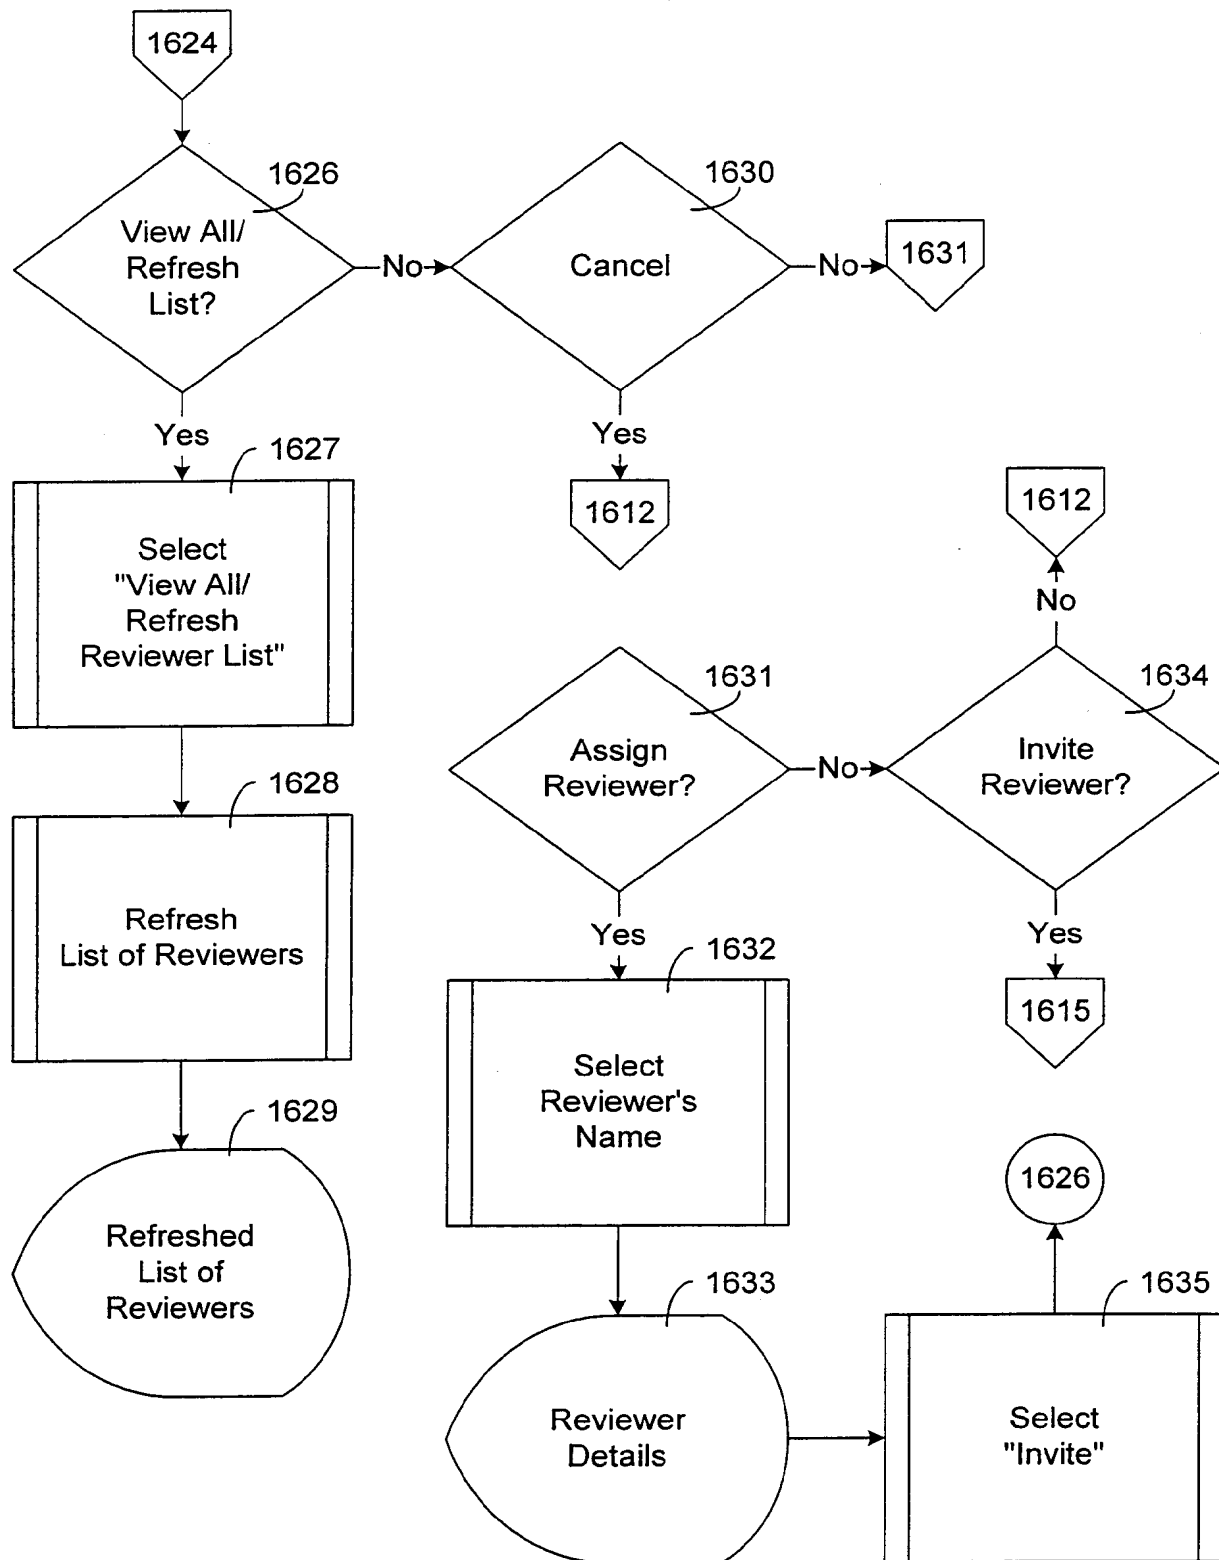 1624
1626
View All/
Refresh
List?
No
1630
Cancel
No
1631
Yes
Yes
1612
1627
Select
"View All/
Refresh
Reviewer List"
1612
No
1631
Assign
Reviewer?
No
1634
Invite
Reviewer?
1628
Refresh
List of Reviewers
Yes
Yes
1615
1632
Select
Reviewer's
Name
1629
Refreshed
List of
Reviewers
1626
1633
Reviewer
Details
1635
Select
"Invite"